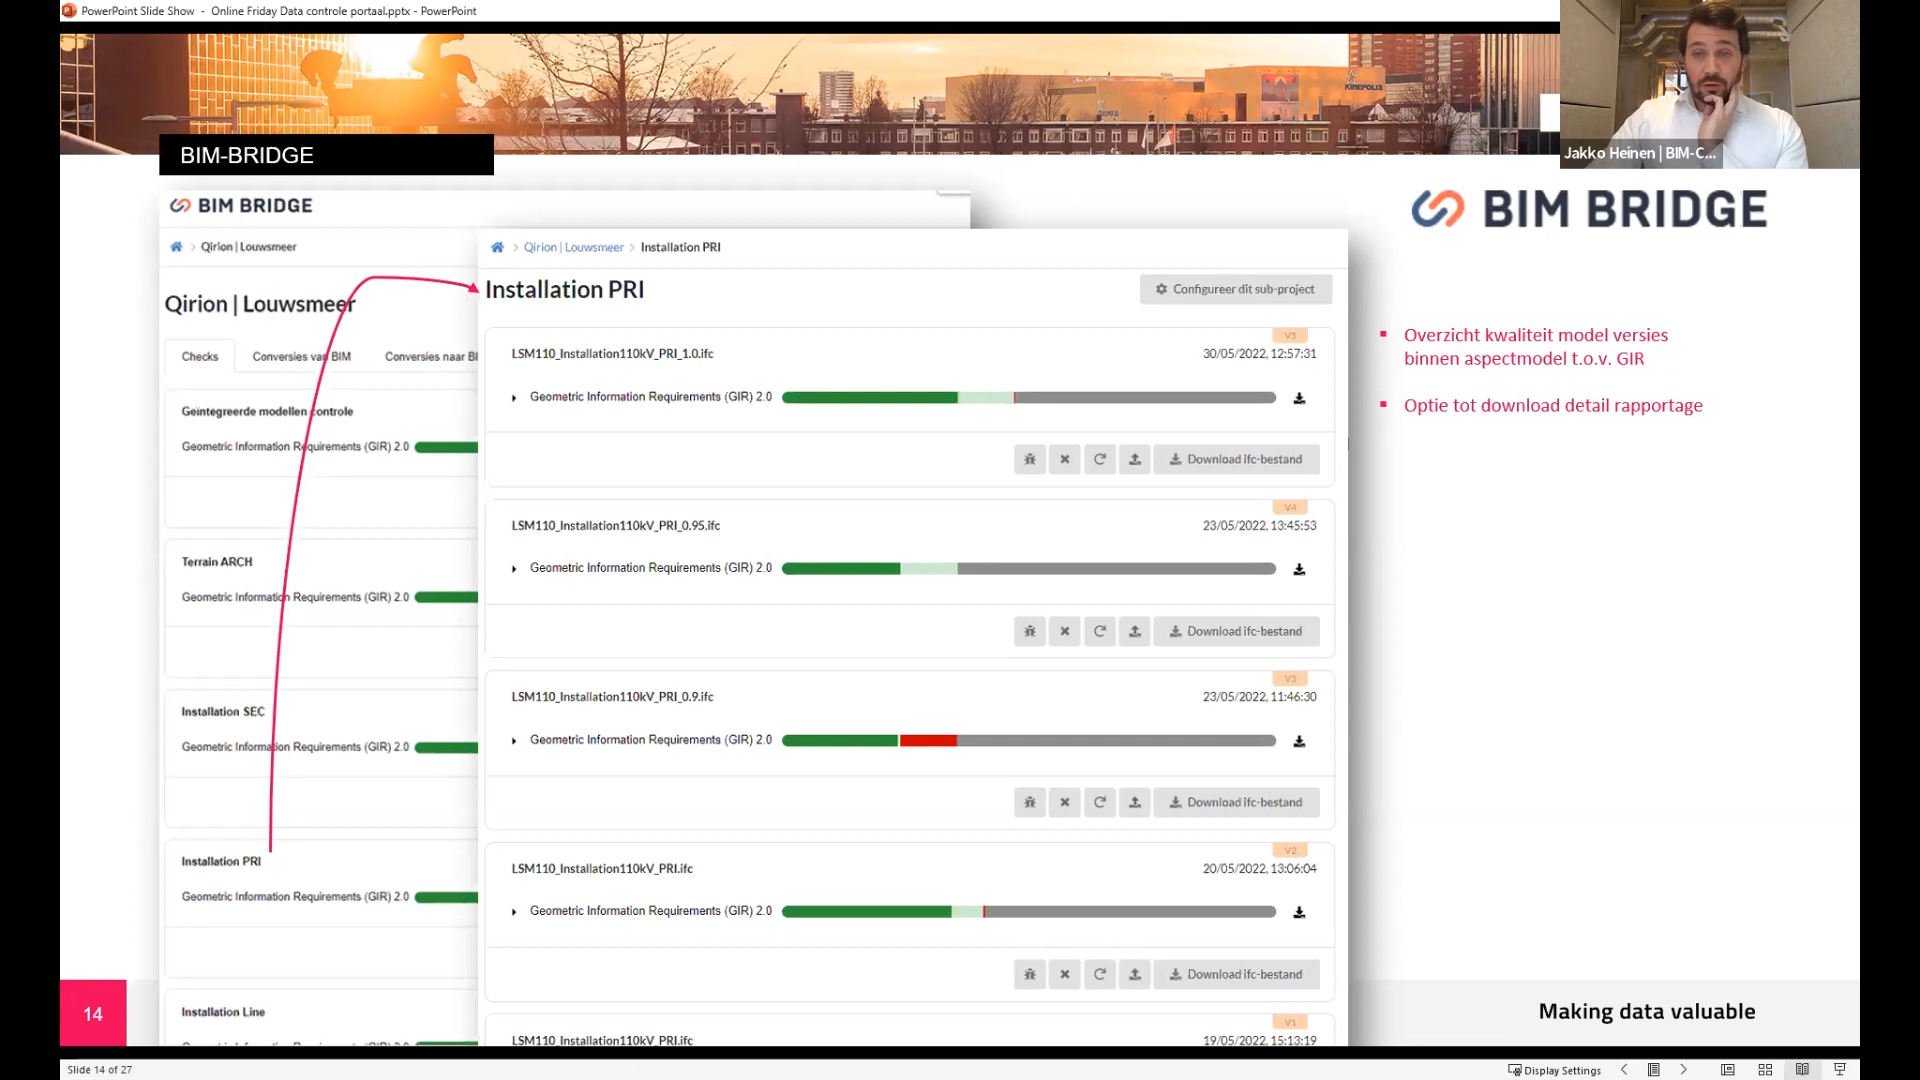 PowerPoint Slide Show - Online Friday Data controle portaal.pptx - PowerPoint
KINEPOLIS
Jakko Heinen | BIM-C...
BIM-BRIDGE
BIM BRIDGE
Qirion | Louwsmeer
Qirion | Louwsmeer
Checks
Conversies van BIM
Conversies naar BI
Geïntegreerde modellen controle
Geometric Information Requirements (GIR) 2.0
Terrain ARCH
Geometric Information Requirements (GIR) 2.0
Installation SEC
Geometric Information Requirements (GIR) 2.0
Installation PRI
Geometric Information Requirements (GIR) 2.0
Installation Line
Qirion | Louwsmeer > Installation PRI
Installation PRI
Configureer dit sub-project
V5
LSM110_Installation110kV_PRI_1.0.ifc
30/05/2022, 12:57:31
Geometric Information Requirements (GIR) 2.0
Download ifc-bestand
V4
LSM110_Installation110kV_PRI_0.95.ifc
23/05/2022, 13:45:53
Geometric Information Requirements (GIR) 2.0
Download ifc-bestand
V3
LSM110_Installation110kV_PRI_0.9.ifc
23/05/2022, 11:46:30
Geometric Information Requirements (GIR) 2.0
Download ifc-bestand
V2
LSM110_Installation110kV_PRI.ifc
20/05/2022, 13:06:04
Geometric Information Requirements (GIR) 2.0
Download ifc-bestand
V1
LSM110_Installation110kV_PRI.ifc
19/05/2022, 15:13:19
BIM BRIDGE
▪ Overzicht kwaliteit model versies
binnen aspectmodel t.o.v. GIR
▪ Optie tot download detail rapportage
14
Making data valuable
Slide 14 of 27
Display Settings